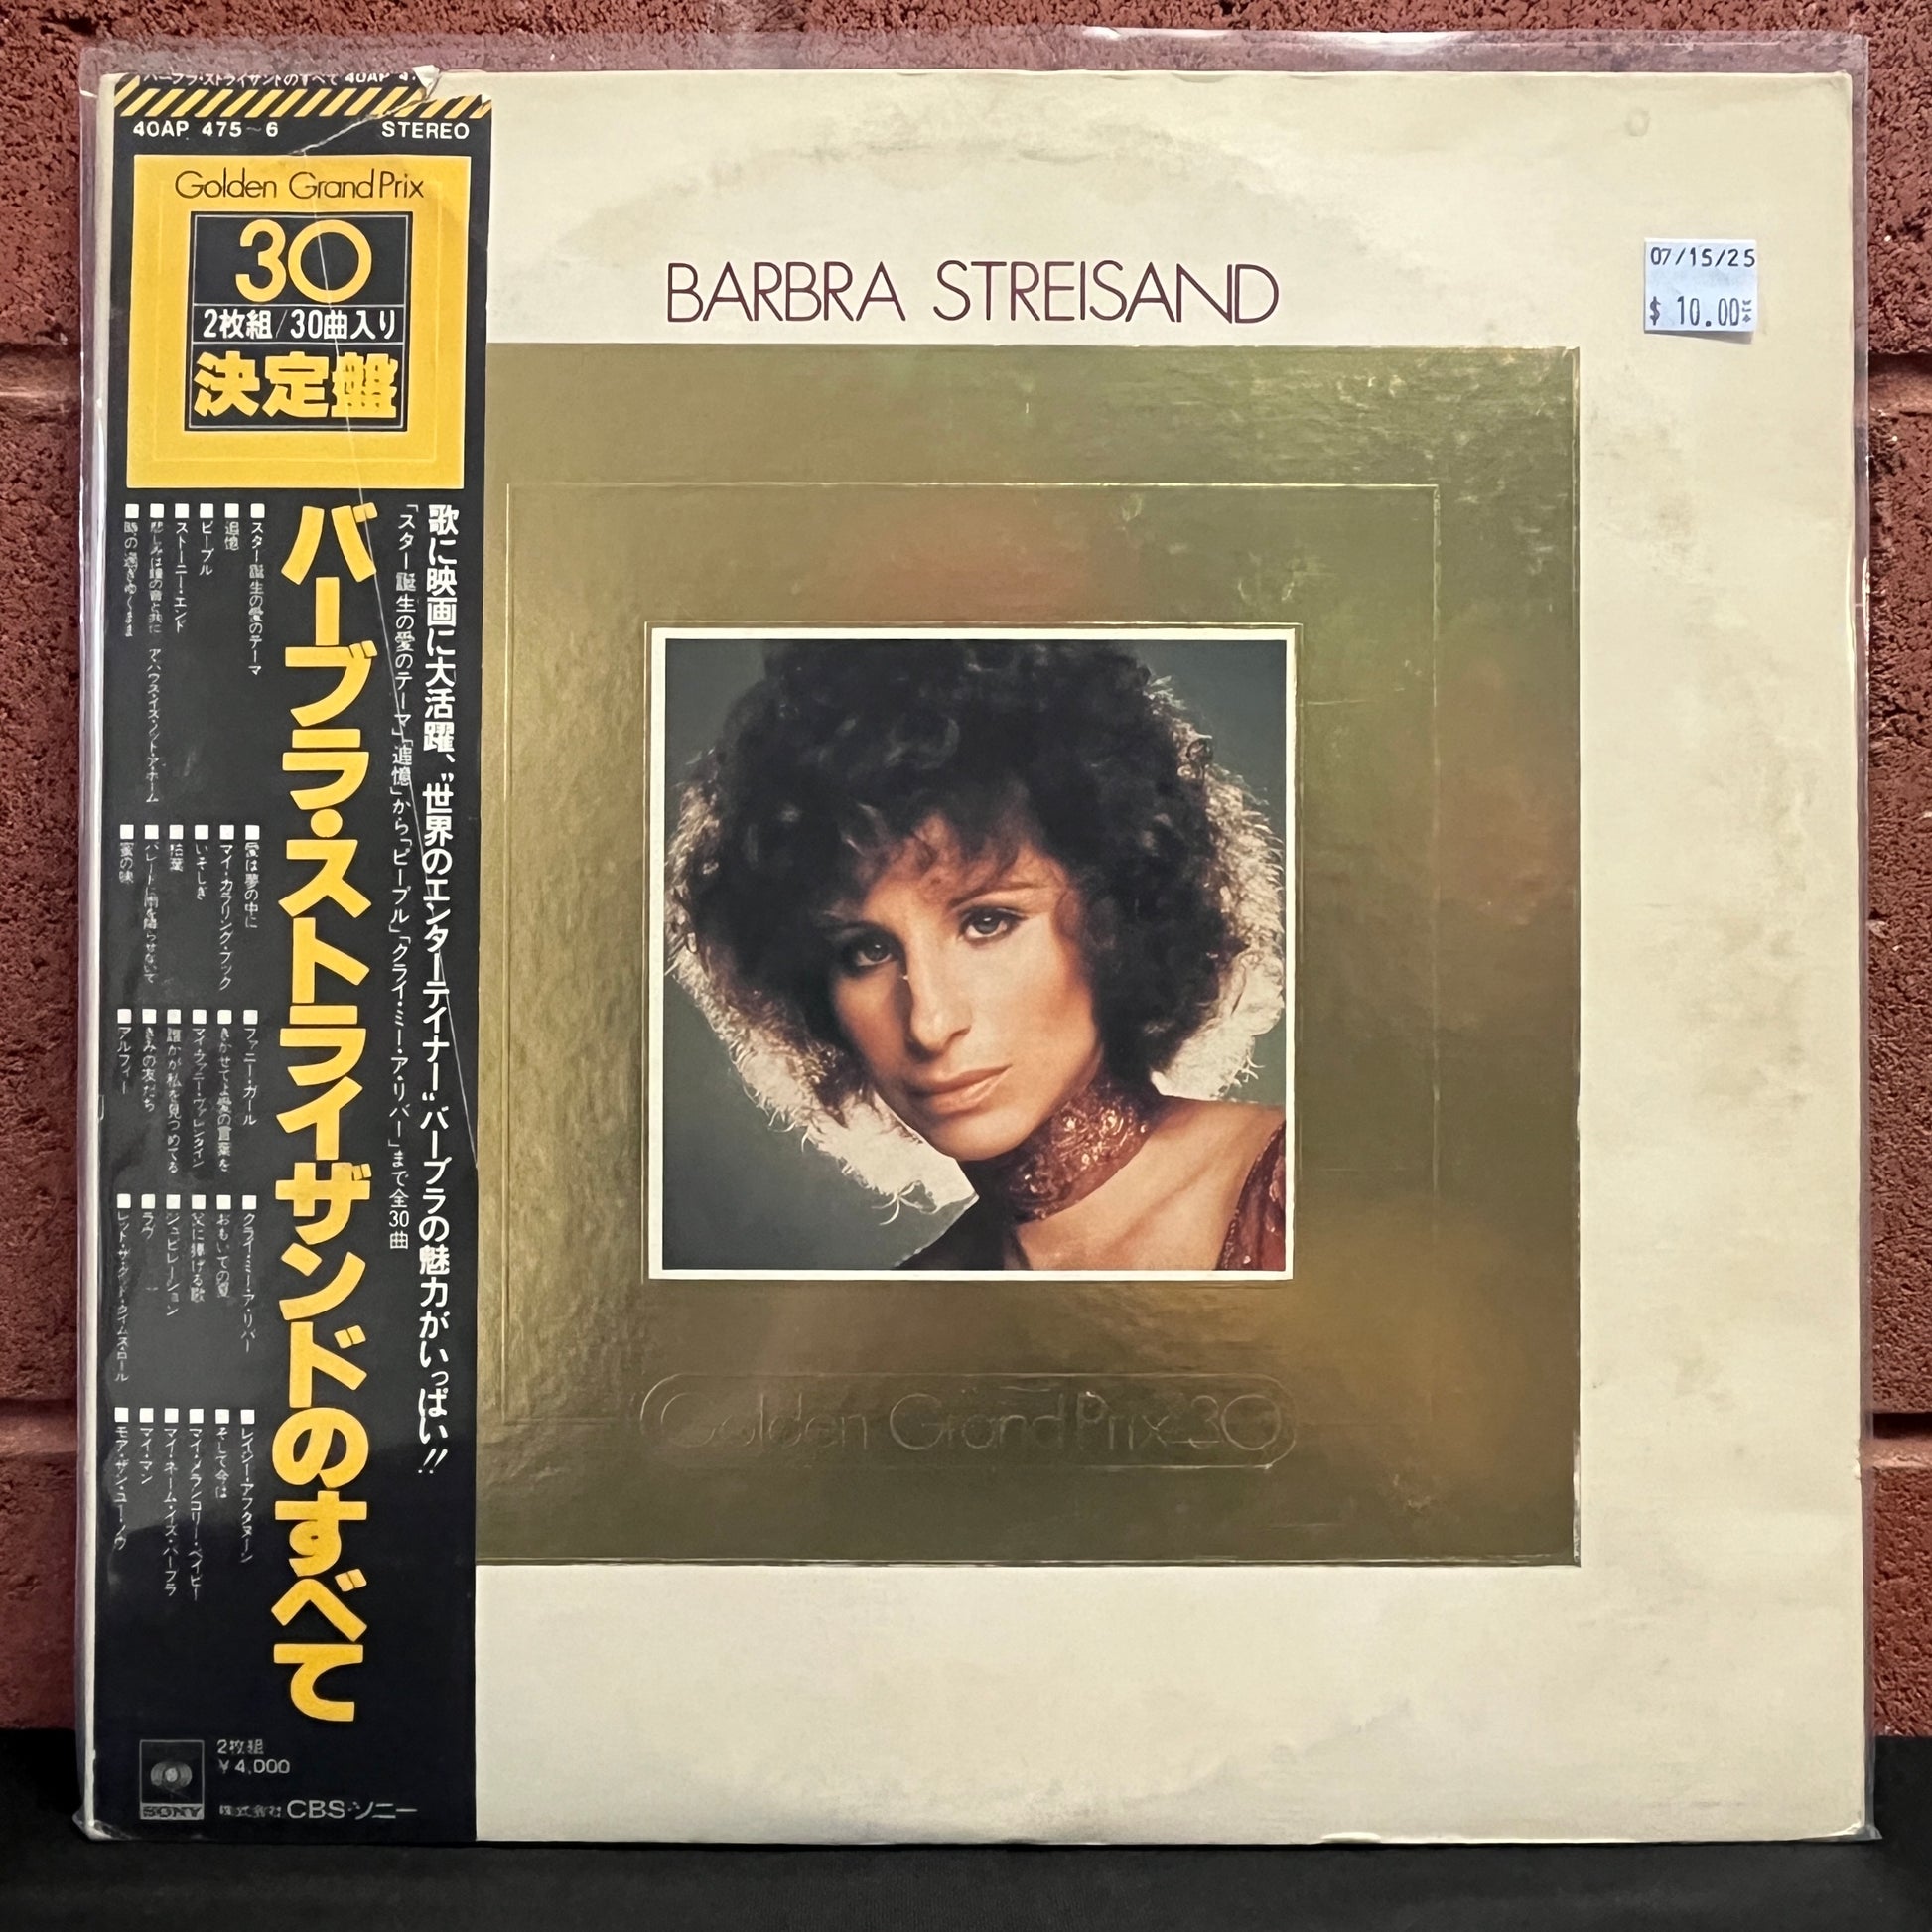 バーブラ・ストライザンドのすべて 40AP 47
40AP 475~6
STEREO
Golden Grand Prix
30
2枚組/30曲入り
決定盤
歌に映画に大活躍、“世界のエンターテイナー”バーブラの魅力がいっぱい!!
「スター誕生の愛のテーマ」「追憶」から「ピープル」「クライ・ミー・ア・リバー」まで全30曲
バーブラ・ストライザンドのすべて
■スター誕生の愛のテーマ
■追憶
■ピープル
■ストーニー・エンド
■悲しみは鐘の音と共に ア・ハウス・イズ・ノット・ア・ホーム
■時の過ぎゆくまま
■愛は夢の中に
■マイ・カラリング・ブック
■いそしぎ
■枯葉
■パレードに雨を降らせないで
■蜜の味
■ファニー・ガール
■きかせてよ愛の言葉を
■マイ・ファニー・ヴァレンタイン
■誰かが私を見つめてる
■きみの友だち
■アルフィー
■クライ・ミー・ア・リバー
■おもいでの夏
■父に捧げる歌
■ジュビレーション
■ラヴ
■レット・ザ・グッド・タイムス・ロール
■レイジー・アフタヌーン
■そして今は
■マイ・メランコリー・ベイビー
■マイ・ネーム・イズ・バーブラ
■マイ・マン
■モア・ザン・ユー・ノウ
2枚組
¥4,000
SONY
株式会社 CBS・ソニー
BARBRA STREISAND
07/15/25
$ 10.00
Golden Grand Prix 30